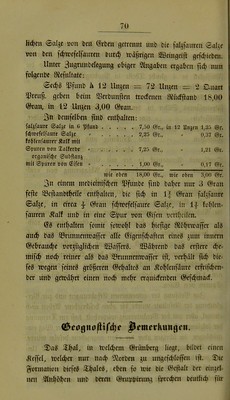 70
lichen Salze von den Erden getrennt und die salzsauren Salze
von den schwefelsauren durch wäßrigen Weingeist geschieden.
Unter Zugrundelegung obiger Angaben ergaben sich nun
folgende Resultate:
Sechs Pfund à 12 Unzen = 72 Unzen = 2 Quart
Preuß. geben beim Verdunsten trockenen Rückstand 18,00
Gran, in 12 Unzen 3,00 Gran.
In demselben sind enthalten:
salzsaure Salze in 6 Pfund . . . . 7,50 Gr., in 12 Unzen 1,25 Gr.
schwefelsaure Salze . . . . 2,25 Gr. 0,37 Gr.
kohlensaurer Kalk mit
Spuren von Talkerde . . . . 7,25 Gr. 1,21 Gr.
organische Substanz
mit Spuren von Eisen . . . . 1,00 Gr. 0,17 Gr.
wie oben 18,00 Gr. wie oben 3,00 Gr.
In einem medicinischen Pfunde sind daher nur 3 Gran
feste Bestandtheile enthalten, die sich in 1¼ Gran salzsaure
Salze, in circa Gran schwefelsaure Salze, in kohlen-
sauren Kalk und in eine Spur von Eisen vertheilen.
Es enthalten somit sowohl das hiesige Röhrwasser als
auch das Brunnenwasser alle Eigenschaften eines zum innern
Gebrauche vorzüglichen Wassers. Während das erstere che-
misch noch reiner als das Brunnenwasser ist, verhält sich die-
ses wegen seines größeren Gehaltes an Kohlensäure erfrischen-
der und gewährt einen noch mehr erquickenden Geschmack.
Geognostische Bemerkungen.
Das Thal, in welchem Grünberg liegt, bildet einen
Kessel, welcher nur nach Norden zu ungeschlossen ist. Die
Formation dieses Thales, eben so wie die Gestalt der einzel-
nen Anhöhen und deren Gruppirung sprechen deutlich für